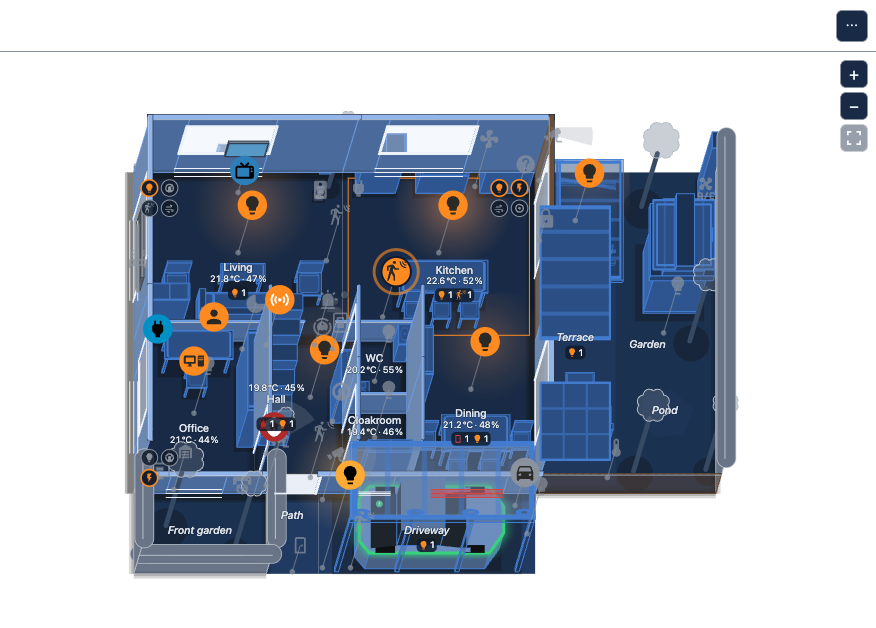 ...
+
−
Living
21.8°C · 47%
1
Kitchen
22.6°C · 52%
1 1
Terrace
1
Garden
WC
20.2°C · 55%
19.8°C · 45%
Hall
1 1
Pond
Office
21°C · 44%
Cloakroom
19.4°C · 46%
Dining
21.2°C · 48%
1 1
Path
Front garden
Driveway
1